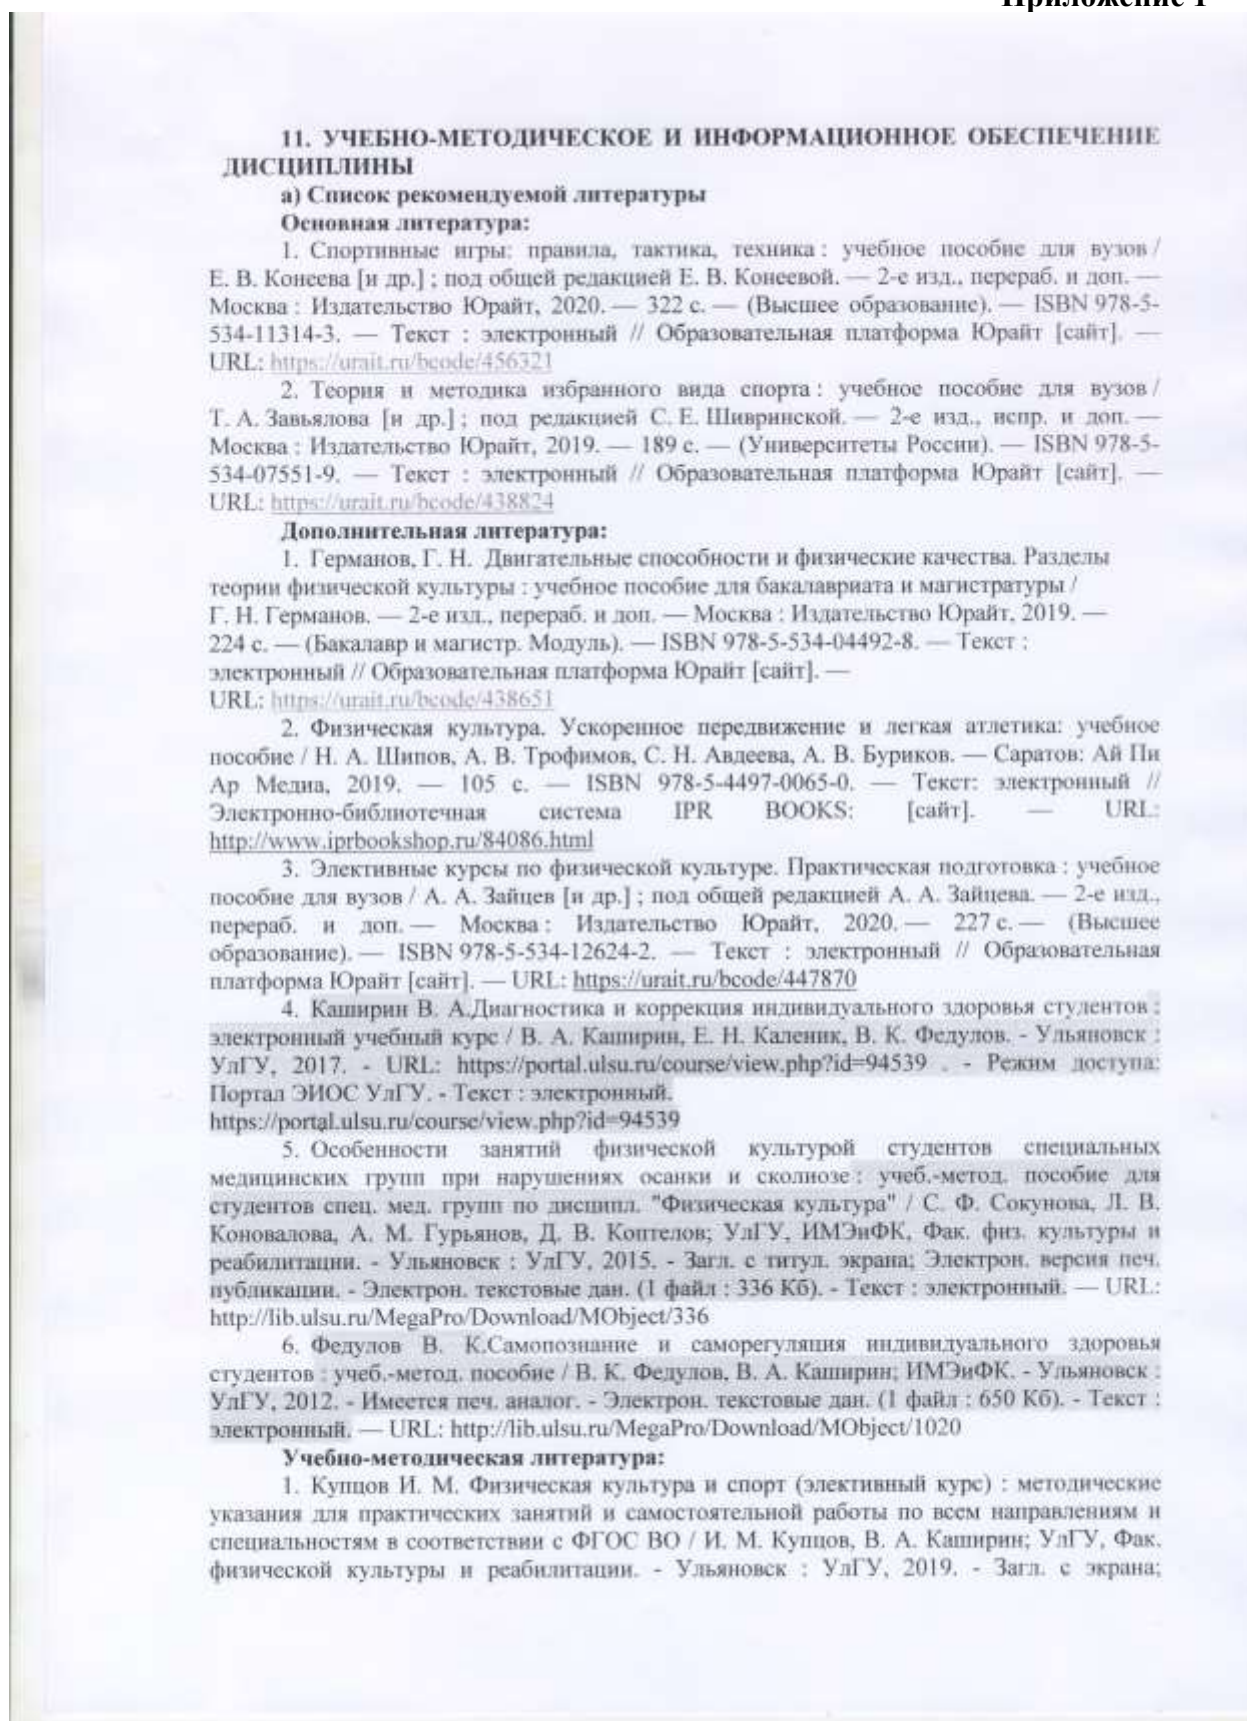 Приложение 1
11. УЧЕБНО-МЕТОДИЧЕСКОЕ И ИНФОРМАЦИОННОЕ ОБЕСПЕЧЕНИЕ
ДИСЦИПЛИНЫ
а) Список рекомендуемой литературы
Основная литература:
1. Спортивные игры: правила, тактика, техника : учебное пособие для вузов /
Е. В. Конеева [и др.] ; под общей редакцией Е. В. Конеевой. — 2-е изд., перераб. и доп. —
Москва : Издательство Юрайт, 2020. — 322 с. — (Высшее образование). — ISBN 978-5-
534-11314-3. — Текст : электронный // Образовательная платформа Юрайт [сайт]. —
URL: https://urait.ru/bcode/456321
2. Теория и методика избранного вида спорта : учебное пособие для вузов /
Т. А. Завьялова [и др.] ; под редакцией С. Е. Шивринской. — 2-е изд., испр. и доп. —
Москва : Издательство Юрайт, 2019. — 189 с. — (Университеты России). — ISBN 978-5-
534-07551-9. — Текст : электронный // Образовательная платформа Юрайт [сайт]. —
URL: https://urait.ru/bcode/438824
Дополнительная литература:
1. Германов, Г. Н. Двигательные способности и физические качества. Разделы
теории физической культуры : учебное пособие для бакалавриата и магистратуры /
Г. Н. Германов. — 2-е изд., перераб. и доп. — Москва : Издательство Юрайт, 2019. —
224 с. — (Бакалавр и магистр. Модуль). — ISBN 978-5-534-04492-8. — Текст :
электронный // Образовательная платформа Юрайт [сайт]. —
URL: https://urait.ru/bcode/438651
2. Физическая культура. Ускоренное передвижение и легкая атлетика: учебное
пособие / Н. А. Шипов, А. В. Трофимов, С. Н. Авдеева, А. В. Буриков. — Саратов: Ай Пи
Ар Медиа, 2019. — 105 с. — ISBN 978-5-4497-0065-0. — Текст: электронный //
Электронно-библиотечная система IPR BOOKS: [сайт]. — URL:
http://www.iprbookshop.ru/84086.html
3. Элективные курсы по физической культуре. Практическая подготовка : учебное
пособие для вузов / А. А. Зайцев [и др.] ; под общей редакцией А. А. Зайцева. — 2-е изд.,
перераб. и доп. — Москва : Издательство Юрайт, 2020. — 227 с. — (Высшее
образование). — ISBN 978-5-534-12624-2. — Текст : электронный // Образовательная
платформа Юрайт [сайт]. — URL: https://urait.ru/bcode/447870
4. Каширин В. А.Диагностика и коррекция индивидуального здоровья студентов :
электронный учебный курс / В. А. Каширин, Е. Н. Каленик, В. К. Федулов. - Ульяновск :
УлГУ, 2017. - URL: https://portal.ulsu.ru/course/view.php?id=94539 . - Режим доступа:
Портал ЭИОС УлГУ. - Текст : электронный.
https://portal.ulsu.ru/course/view.php?id=94539
5. Особенности занятий физической культурой студентов специальных
медицинских групп при нарушениях осанки и сколиозе : учеб.-метод. пособие для
студентов спец. мед. групп по дисципл. "Физическая культура" / С. Ф. Сокунова, Л. В.
Коновалова, А. М. Гурьянов, Д. В. Коптелов; УлГУ, ИМЭиФК, Фак. физ. культуры и
реабилитации. - Ульяновск : УлГУ, 2015. - Загл. с титул. экрана; Электрон. версия печ.
публикации. - Электрон. текстовые дан. (1 файл : 336 Кб). - Текст : электронный. — URL:
http://lib.ulsu.ru/MegaPro/Download/MObject/336
6. Федулов В. К.Самопознание и саморегуляция индивидуального здоровья
студентов : учеб.-метод. пособие / В. К. Федулов, В. А. Каширин; ИМЭиФК. - Ульяновск :
УлГУ, 2012. - Имеется печ. аналог. - Электрон. текстовые дан. (1 файл : 650 Кб). - Текст :
электронный. — URL: http://lib.ulsu.ru/MegaPro/Download/MObject/1020
Учебно-методическая литература:
1. Купцов И. М. Физическая культура и спорт (элективный курс) : методические
указания для практических занятий и самостоятельной работы по всем направлениям и
специальностям в соответствии с ФГОС ВО / И. М. Купцов, В. А. Каширин; УлГУ, Фак.
физической культуры и реабилитации. - Ульяновск : УлГУ, 2019. - Загл. с экрана;